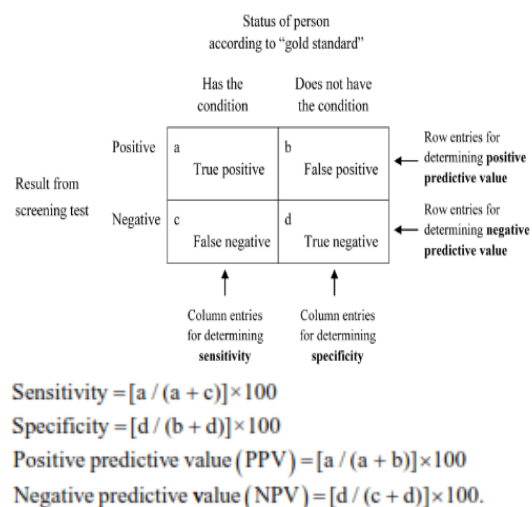 Status of person
according to “gold standard”
Has the
condition
Does not have
the condition
Result from
screening test
Positive
a
True positive
b
False positive
Row entries for
determining positive
predictive value
Negative
c
False negative
d
True negative
Row entries for
determining negative
predictive value
Column entries
for determining
sensitivity
Column entries
for determining
specificity
Sensitivity = [a / (a + c)] × 100
Specificity = [d / (b + d)] × 100
Positive predictive value (PPV) = [a / (a + b)] × 100
Negative predictive value (NPV) = [d / (c + d)] × 100.